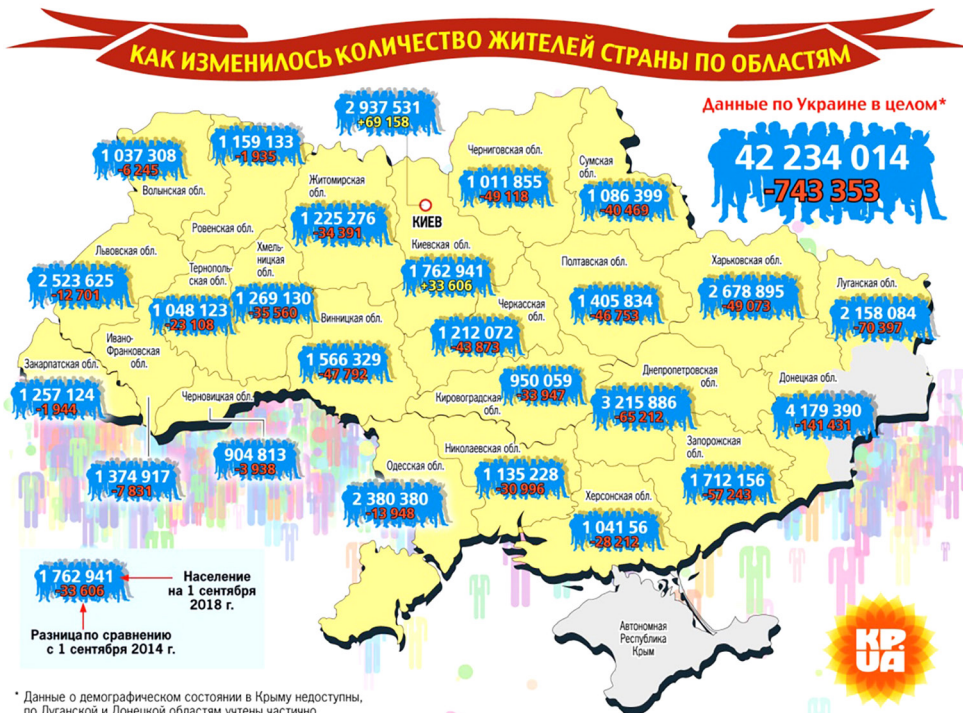 КАК ИЗМЕНИЛОСЬ КОЛИЧЕСТВО ЖИТЕЛЕЙ СТРАНЫ ПО ОБЛАСТЯМ
Данные по Украине в целом*
42 234 014
-743 353
2 937 531
+69 158
КИЕВ
1 037 308
-6 245
Волынская обл.
1 159 133
-1 935
Ровенская обл.
Житомирская
обл.
1 225 276
-34 391
Черниговская обл.
1 011 855
-49 118
Сумская
обл.
1 086 399
-40 469
Киевская обл.
1 762 941
+33 606
Львовская обл.
2 523 625
-12 701
Тернополь-
ская обл.
1 048 123
-23 108
Хмель-
ницкая
обл.
1 269 130
-35 560
Винницкая обл.
1 566 329
-47 792
Черкасская
обл.
1 212 072
-43 873
Полтавская обл.
1 405 834
-46 753
Харьковская обл.
2 678 895
-49 073
Луганская обл.
2 158 084
-70 397
Закарпатская обл.
1 257 124
-1 944
Ивано-
Франковская
обл.
1 374 917
-7 831
Черновицкая обл.
904 813
-3 938
Кировоградская
обл.
950 059
-33 947
Днепропетровская
обл.
3 215 886
-65 212
Донецкая обл.
4 179 390
-141 431
Одесская обл.
2 380 380
-13 948
Николаевская обл.
1 135 228
-30 996
Херсонская обл.
1 041 56
-28 212
Запорожская
обл.
1 712 156
-57 243
Автономная
Республика
Крым
1 762 941
-33 606
Население
на 1 сентября
2018 г.
Разница по сравнению
с 1 сентября 2014 г.
KP.
UA
* Данные о демографическом состоянии в Крыму недоступны,
по Луганской и Донецкой областям учтены частично